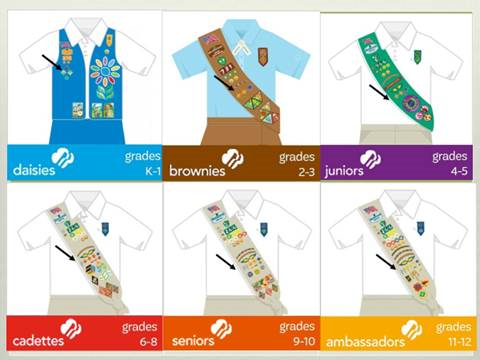 daisies grades
K-1
brownies grades
2-3
juniors grades
4-5
cadettes grades
6-8
seniors grades
9-10
ambassadors grades
11-12